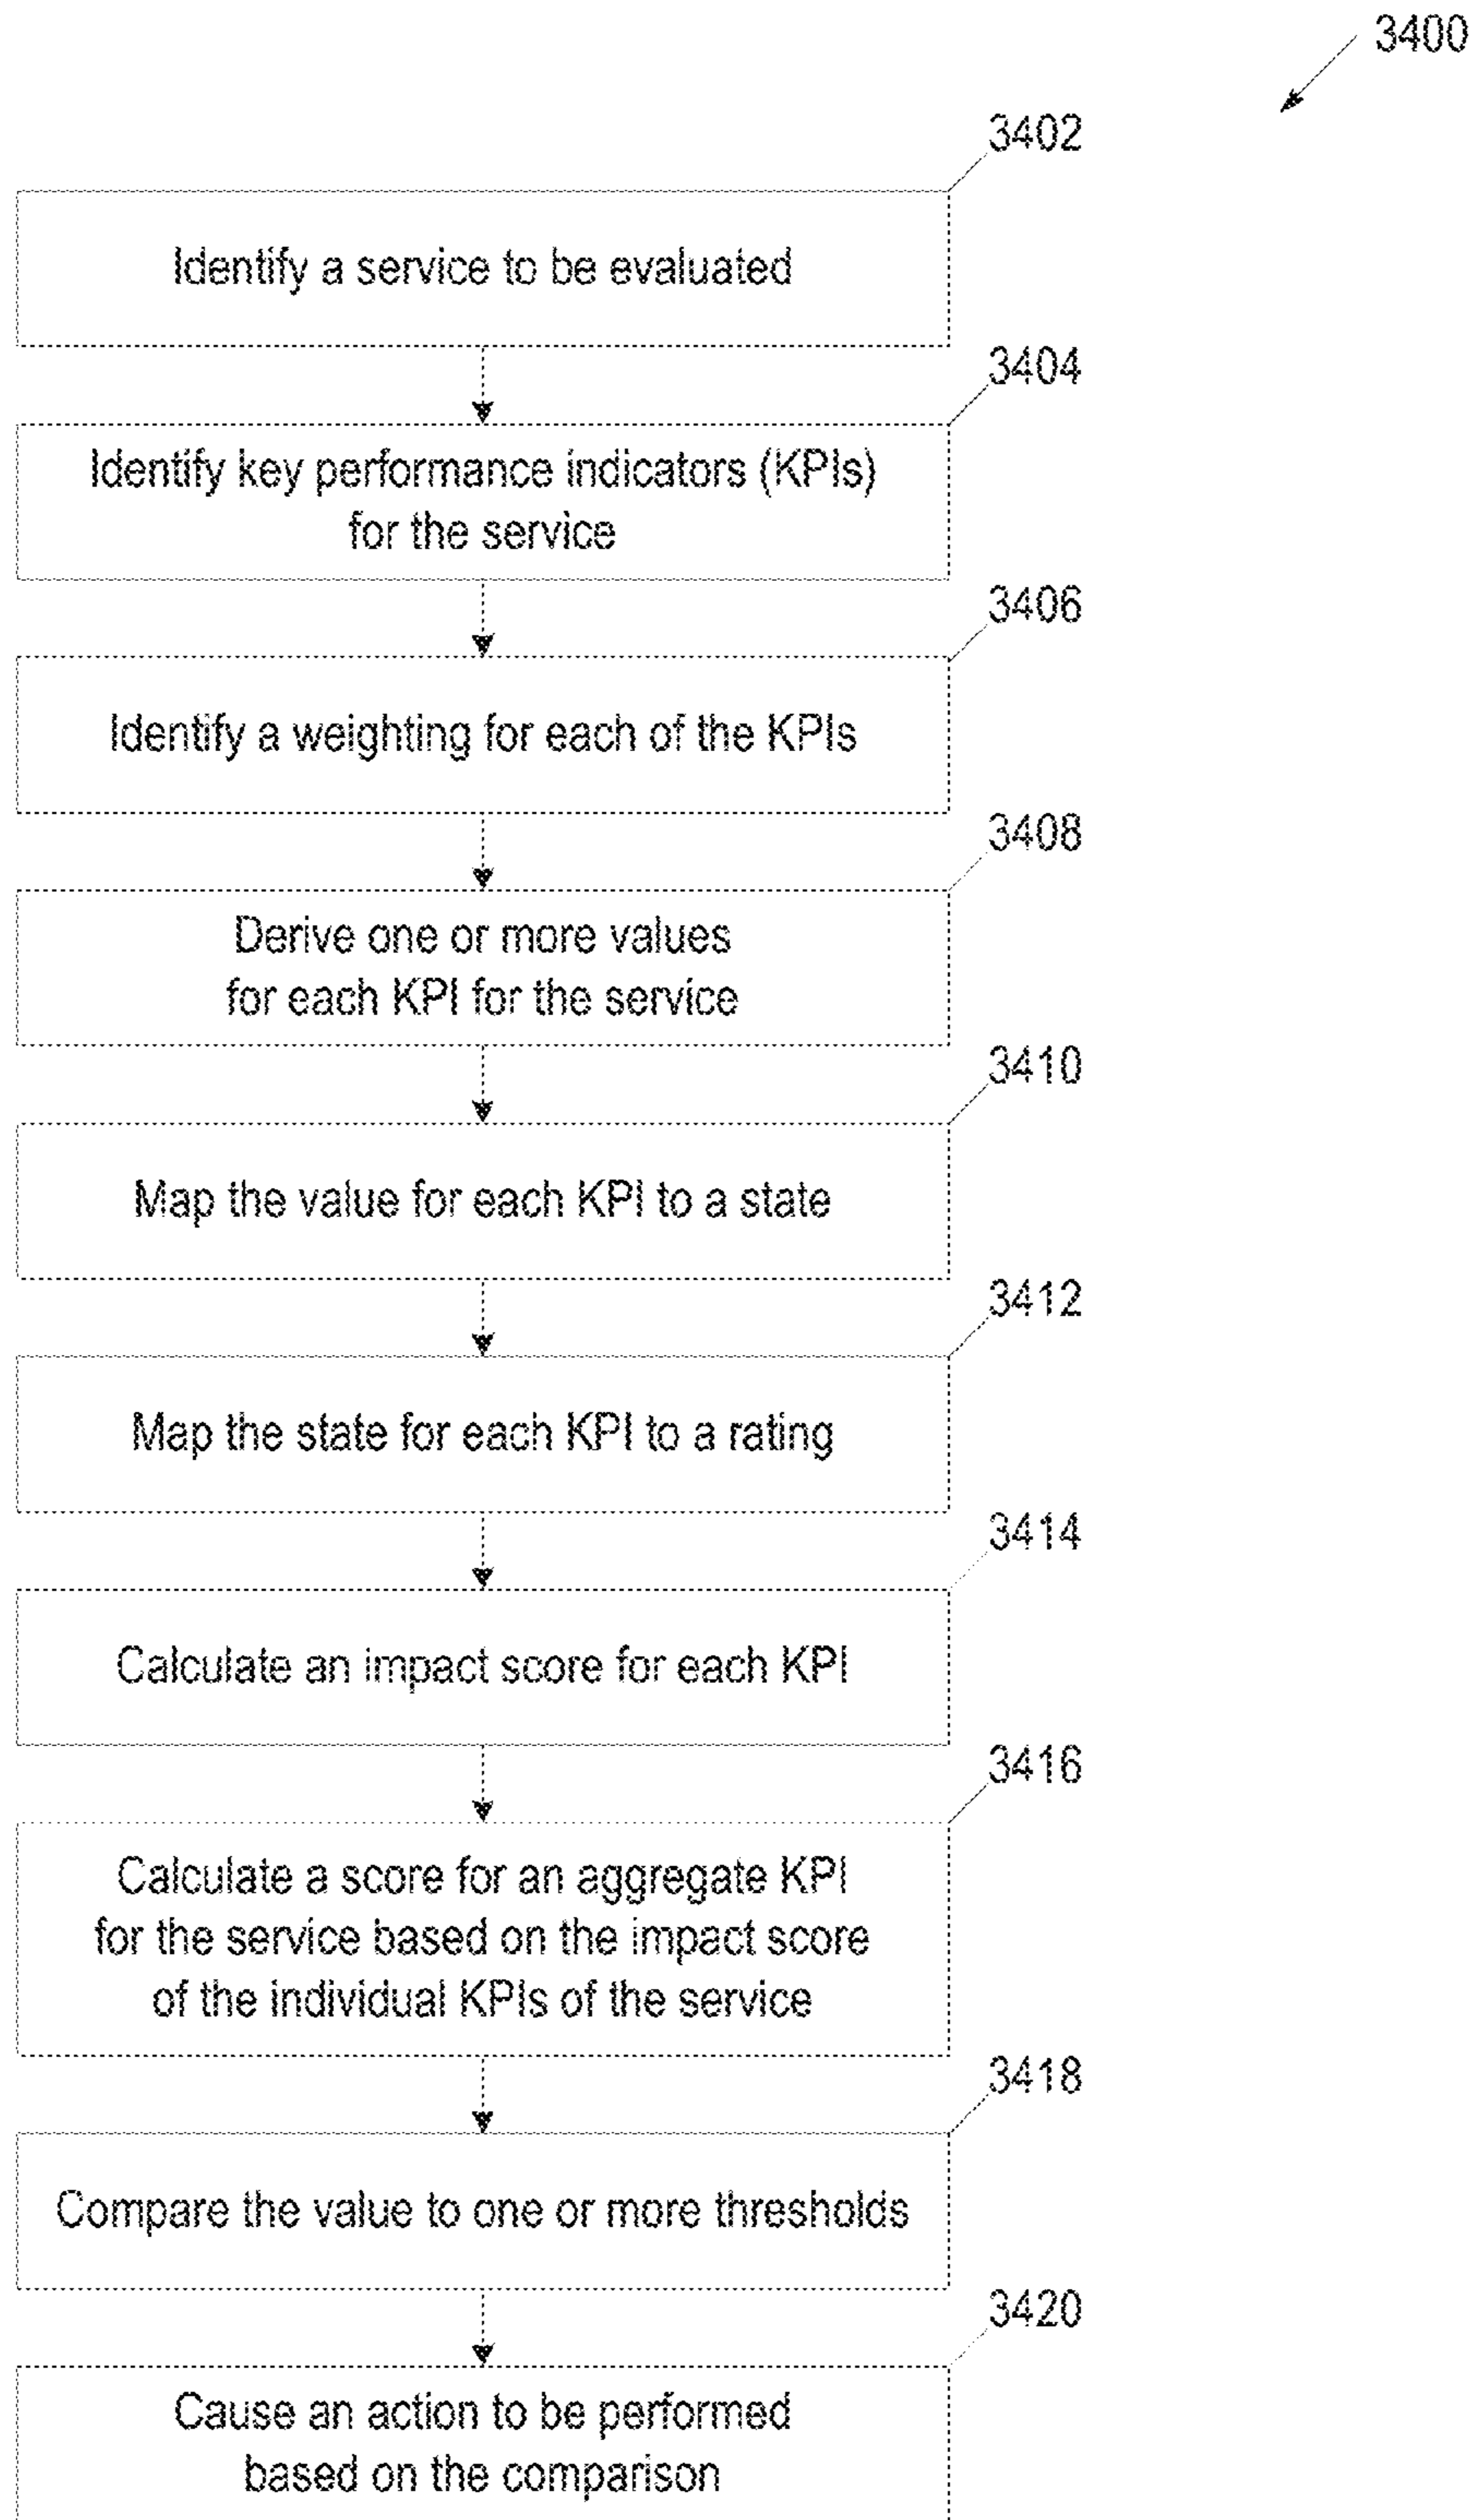 3400
3402
Identify a service to be evaluated
3404
Identify key performance indicators (KPIs)
for the service
3406
Identify a weighting for each of the KPIs
3408
Derive one or more values
for each KPI for the service
3410
Map the value for each KPI to a state
3412
Map the state for each KPI to a rating
3414
Calculate an impact score for each KPI
3416
Calculate a score for an aggregate KPI
for the service based on the impact score
of the individual KPIs of the service
3418
Compare the value to one or more thresholds
3420
Cause an action to be performed
based on the comparison